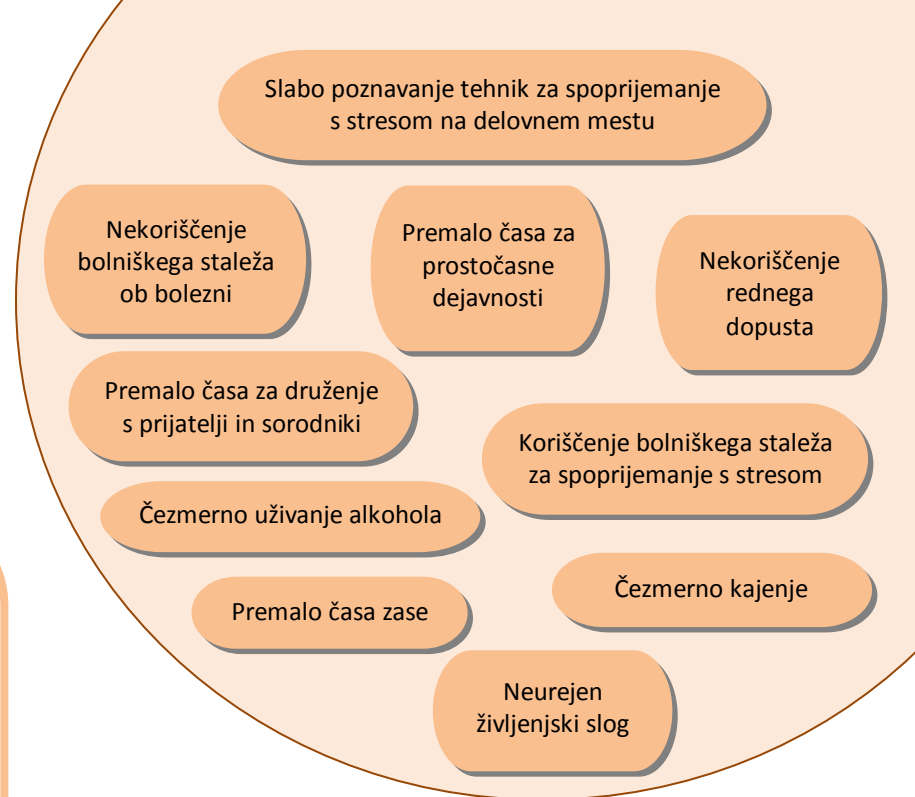 Slabo poznavanje tehnik za spoprijemanje
s stresom na delovnem mestu
Nekoriščenje
bolniškega staleža
ob bolezni
Premalo časa za
prostočasne
dejavnosti
Nekoriščenje
rednega
dopusta
Premalo časa za druženje
s prijatelji in sorodniki
Koriščenje bolniškega staleža
za spoprijemanje s stresom
Čezmerno uživanje alkohola
Čezmerno kajenje
Premalo časa zase
Neurejen
življenjski slog